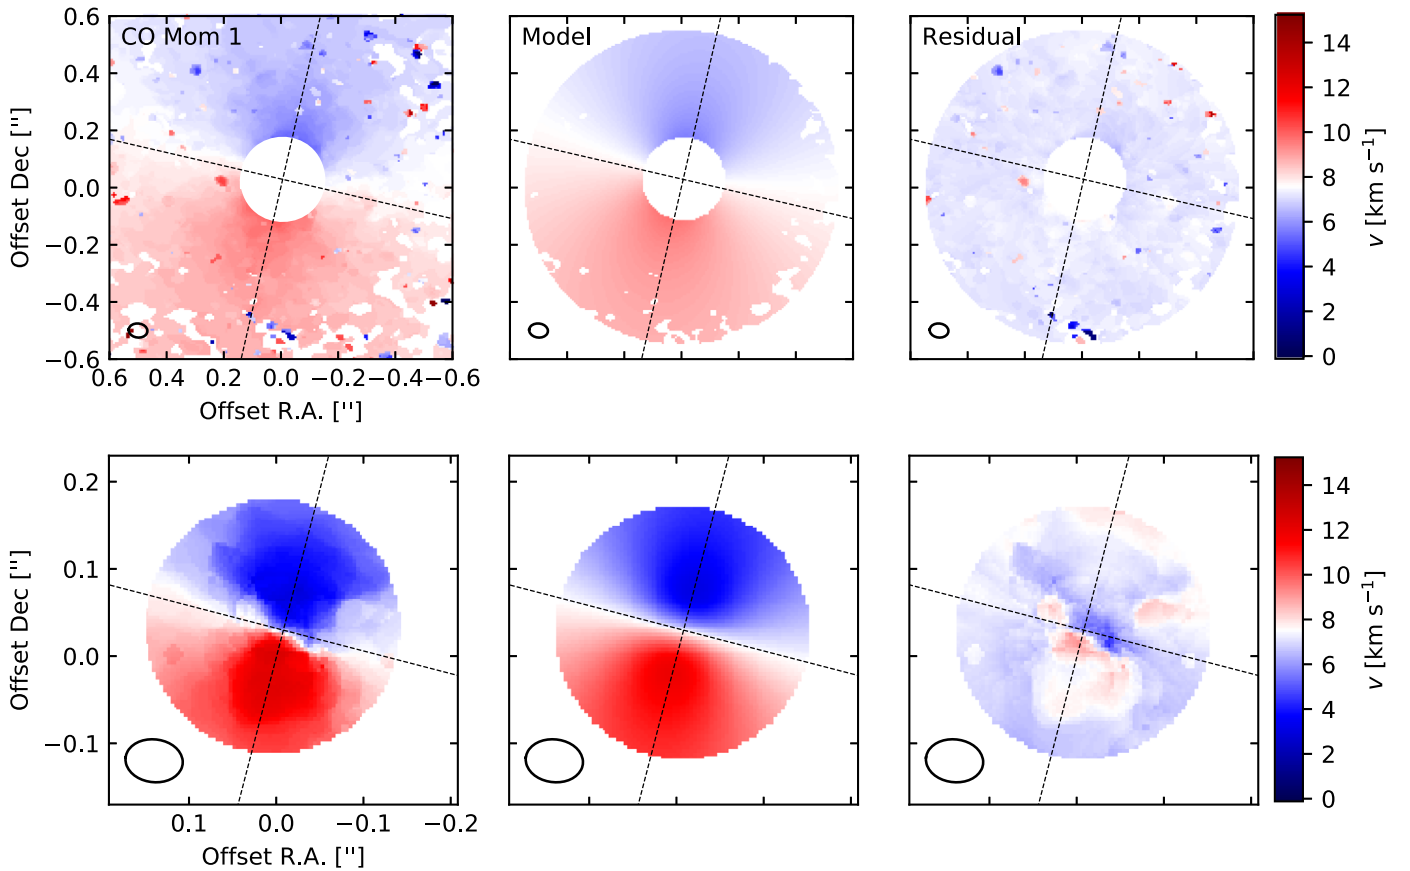 CO Mom 1
Model
Residual
0.6
0.4
0.2
0.0
−0.2
−0.4
−0.6
Offset Dec ["]
0.6 0.4 0.2 0.0 −0.2 −0.4 −0.6
Offset R.A. ["]
14
12
10
8
6
4
2
0
v [km s⁻¹]
0.2
0.1
0.0
−0.1
Offset Dec ["]
0.1 0.0 −0.1 −0.2
Offset R.A. ["]
14
12
10
8
6
4
2
0
v [km s⁻¹]